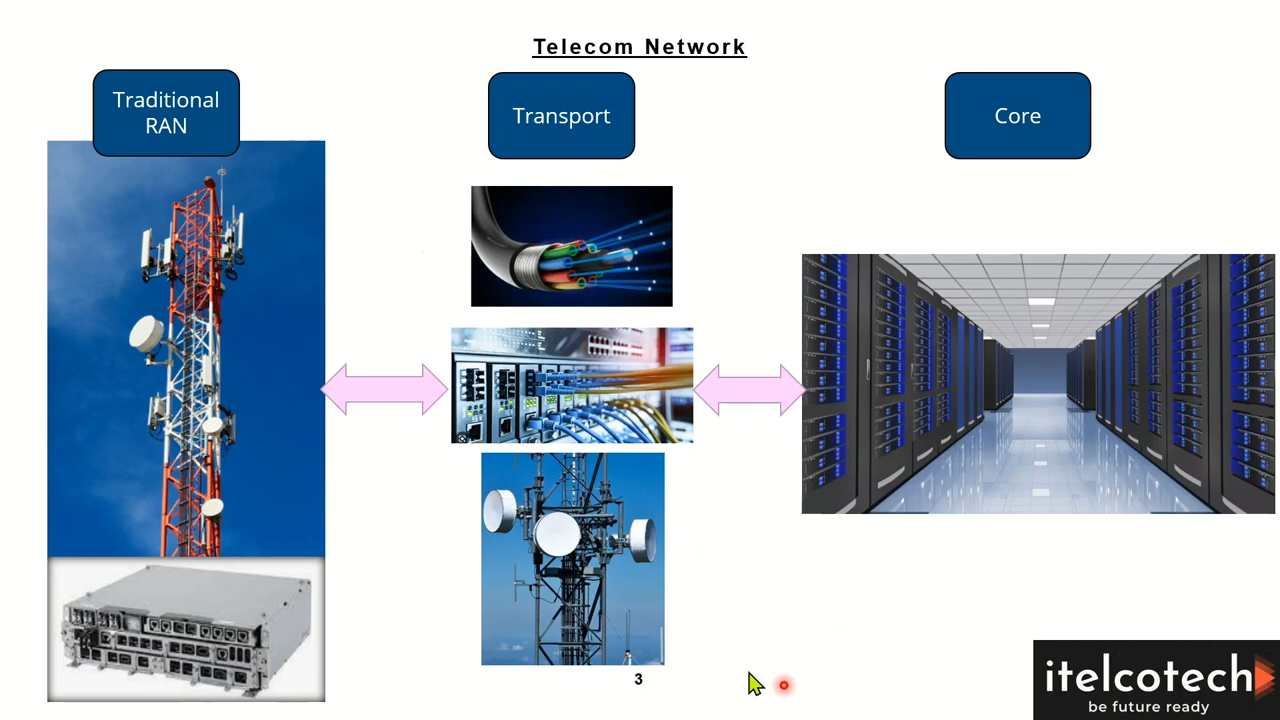 Telecom Network
Traditional
RAN
Transport
Core
3
itelcotech
be future ready